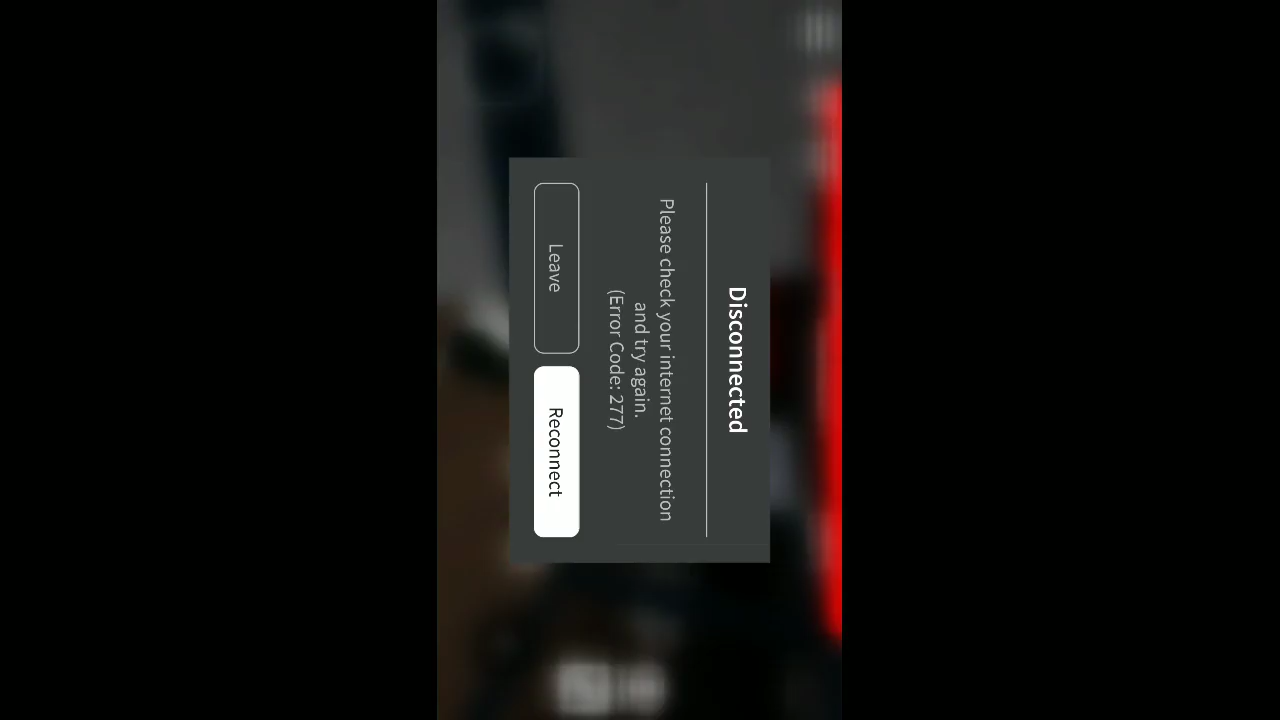 Disconnected
Please check your internet connection
and try again.
(Error Code: 277)
Leave
Reconnect